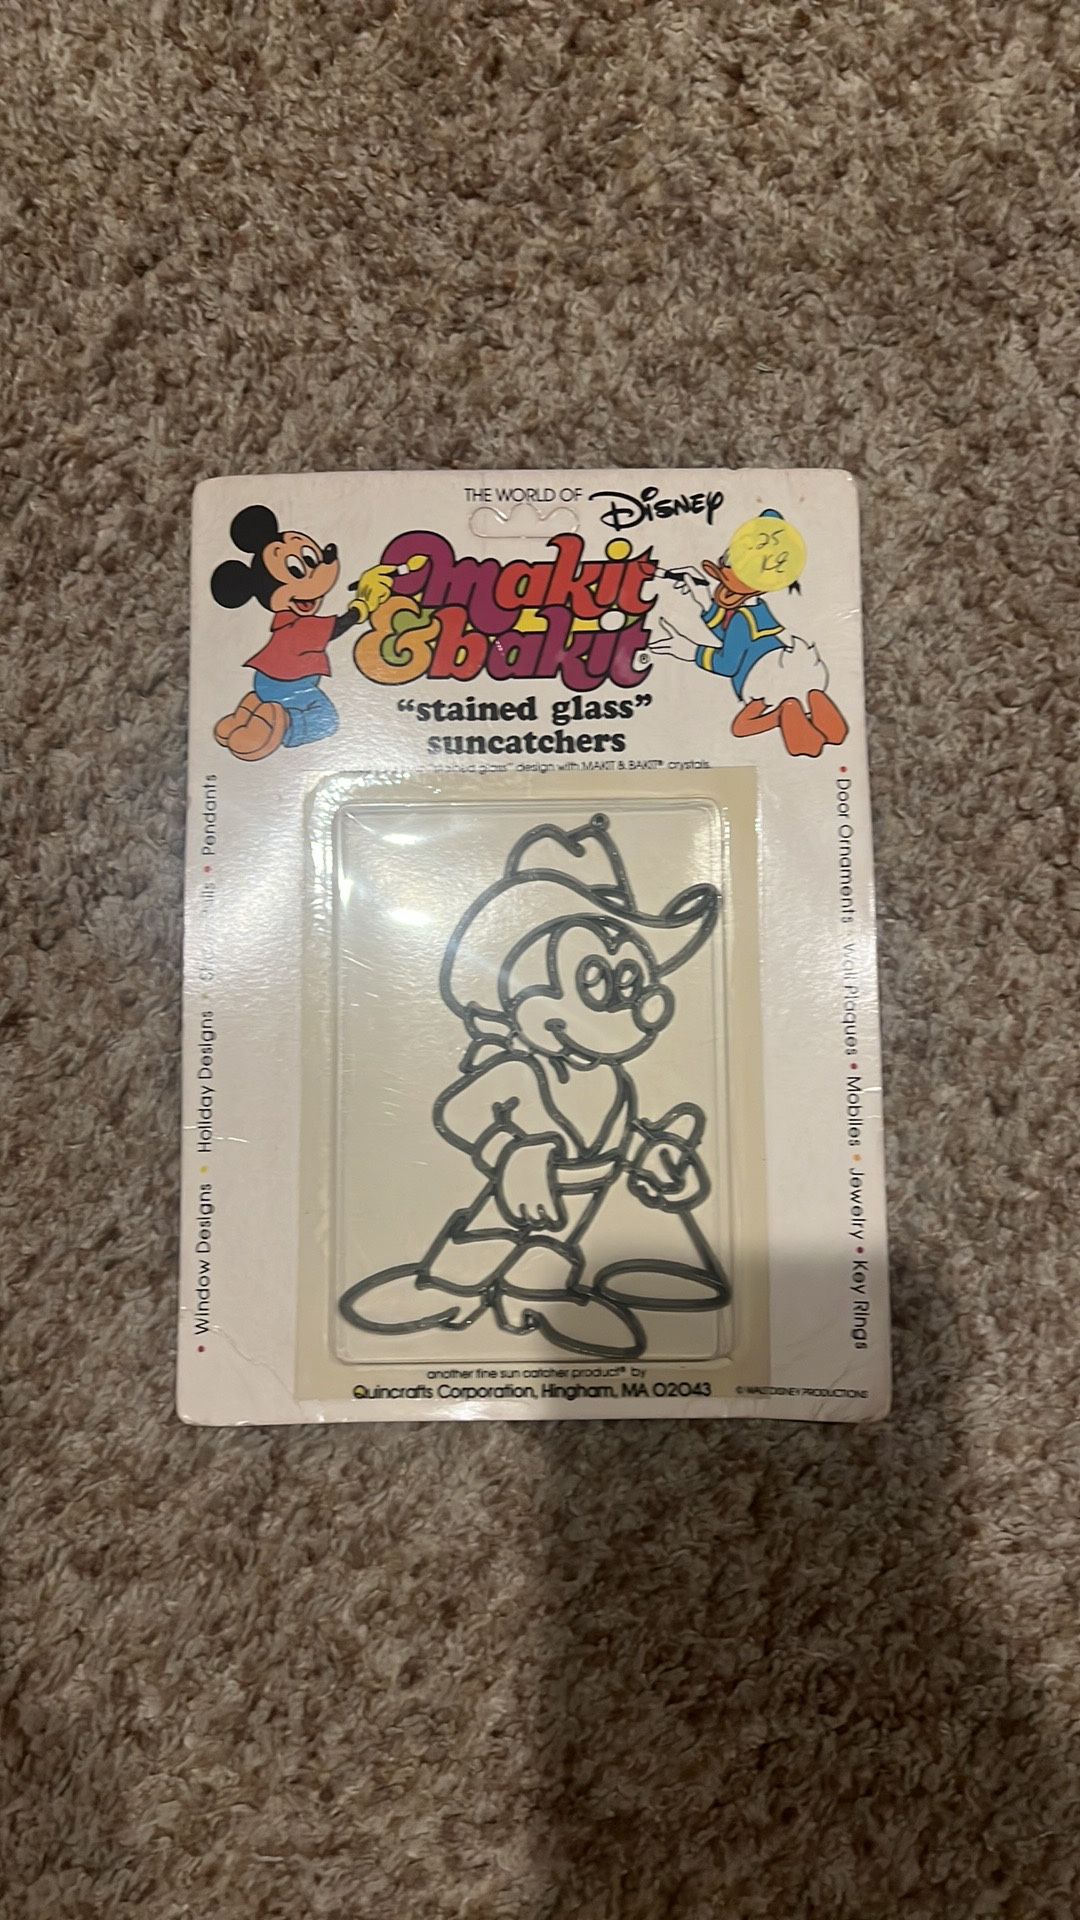 THE WORLD OF Disney
makit
& bakit®
"stained glass"
suncatchers
"stained glass" design with MAKIT & BAKIT® crystals.
• Window Designs • Holiday Designs • Pendants
• Door Ornaments Wall Plaques • Mobiles • Jewelry • Key Rings
.25
KE
another fine sun catcher product® by
Quincrafts Corporation, Hingham, MA 02043
© WALT DISNEY PRODUCTIONS